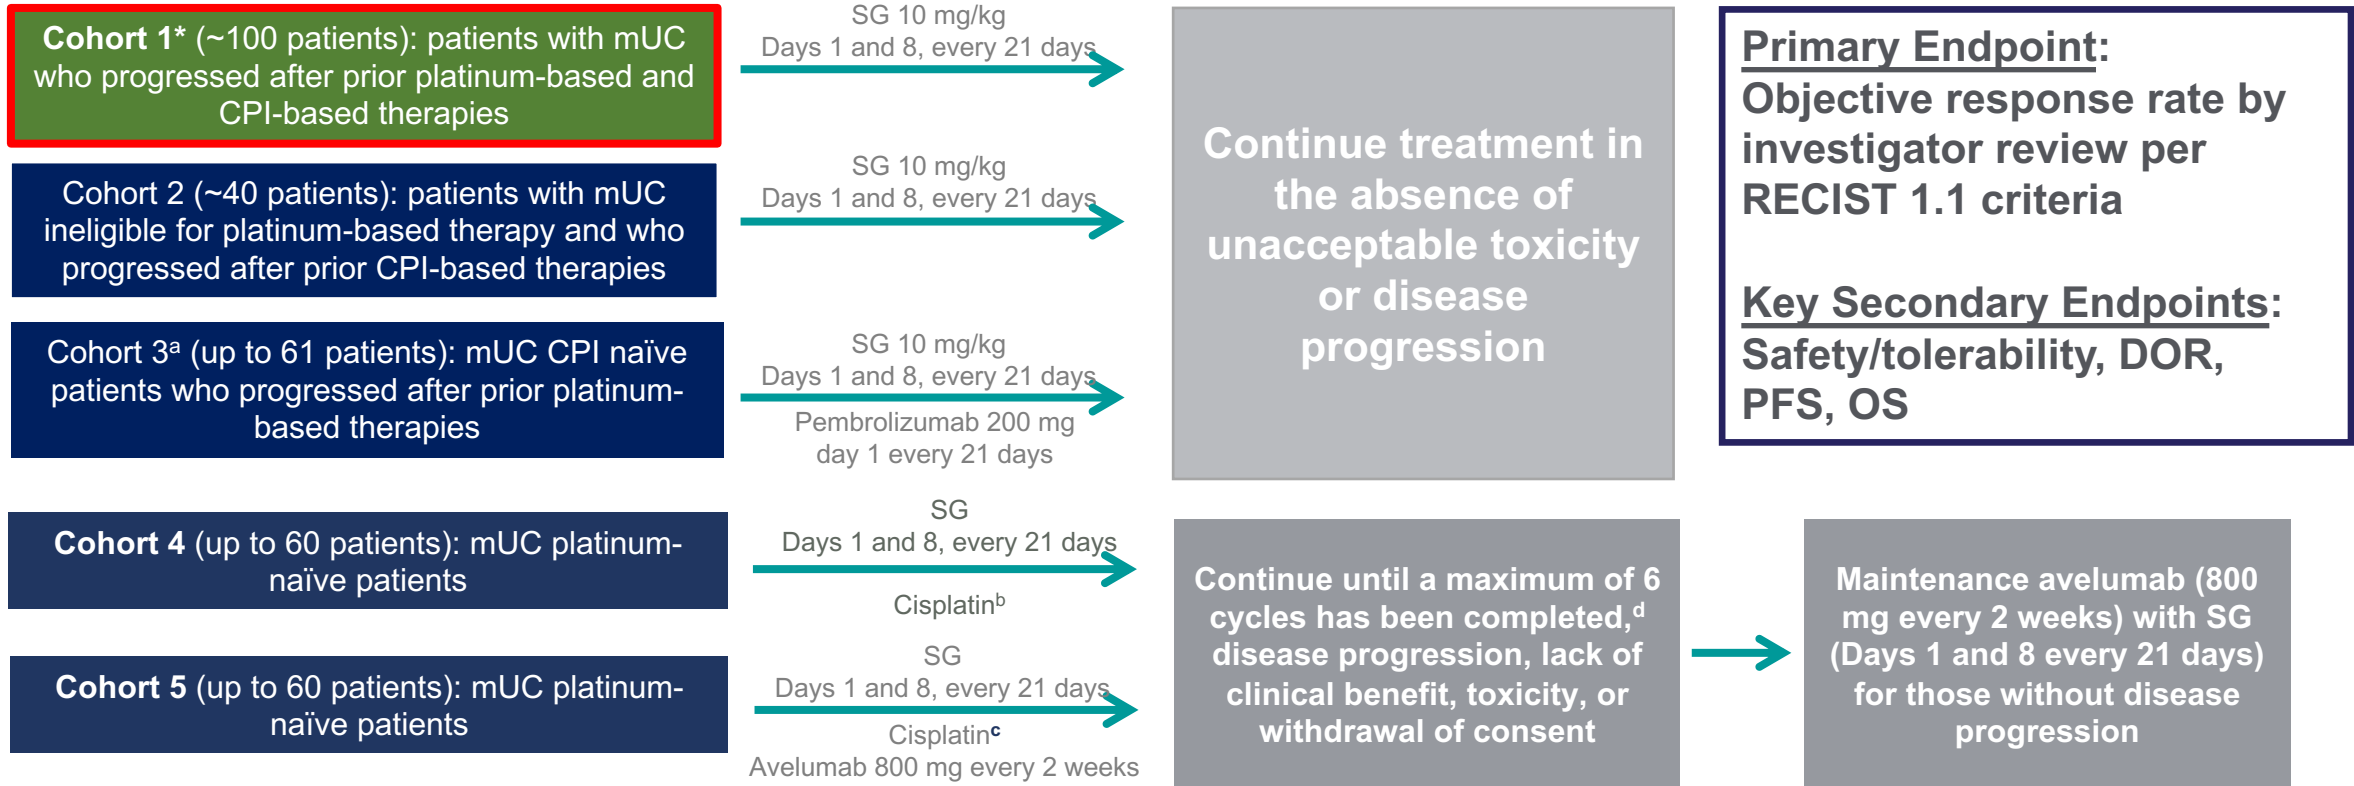 Cohort 1* (~100 patients): patients with mUC
who progressed after prior platinum-based and
CPI-based therapies
SG 10 mg/kg
Days 1 and 8, every 21 days
Cohort 2 (~40 patients): patients with mUC
ineligible for platinum-based therapy and who
progressed after prior CPI-based therapies
SG 10 mg/kg
Days 1 and 8, every 21 days
Cohort 3ᵃ (up to 61 patients): mUC CPI naïve
patients who progressed after prior platinum-
based therapies
SG 10 mg/kg
Days 1 and 8, every 21 days
Pembrolizumab 200 mg
day 1 every 21 days
Continue treatment in
the absence of
unacceptable toxicity
or disease
progression
Primary Endpoint:
Objective response rate by
investigator review per
RECIST 1.1 criteria
Key Secondary Endpoints:
Safety/tolerability, DOR,
PFS, OS
Cohort 4 (up to 60 patients): mUC platinum-
naïve patients
SG
Days 1 and 8, every 21 days
Cisplatinᵇ
Cohort 5 (up to 60 patients): mUC platinum-
naïve patients
SG
Days 1 and 8, every 21 days
Cisplatinᶜ
Avelumab 800 mg every 2 weeks
Continue until a maximum of 6
cycles has been completed,ᵈ
disease progression, lack of
clinical benefit, toxicity, or
withdrawal of consent
Maintenance avelumab (800
mg every 2 weeks) with SG
(Days 1 and 8 every 21 days)
for those without disease
progression